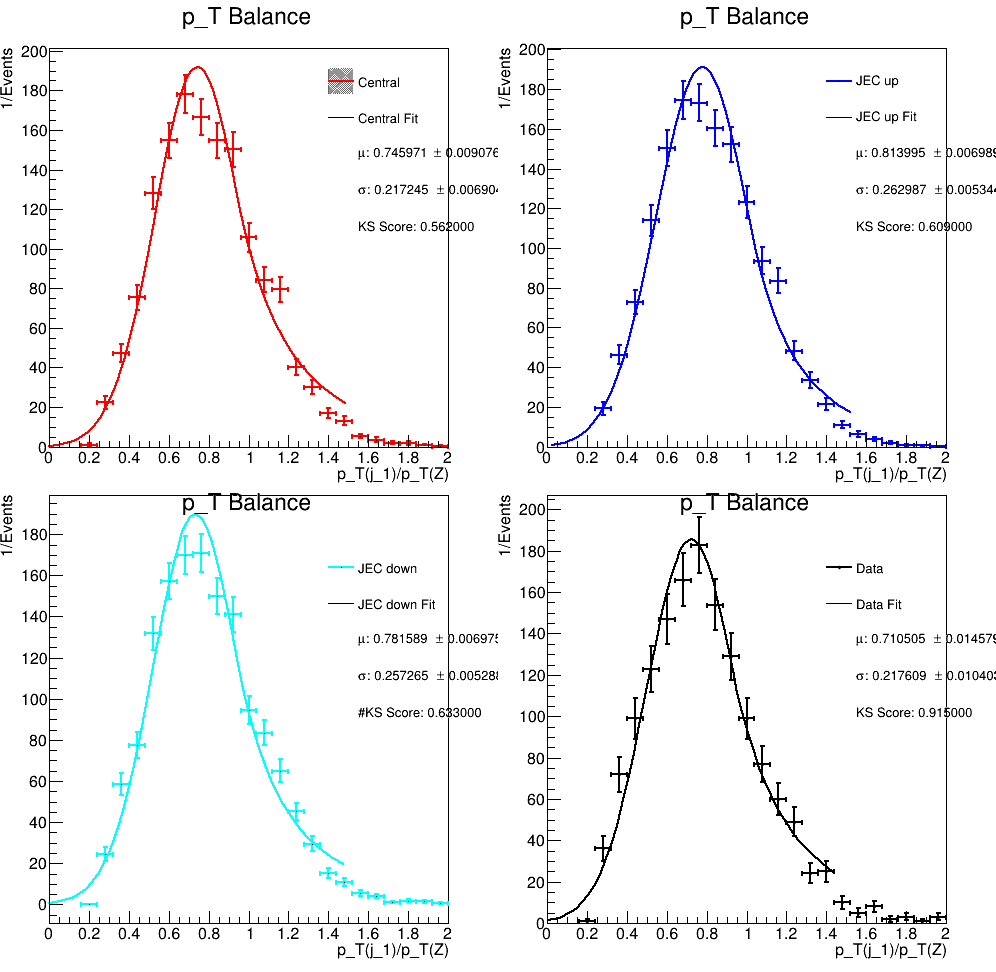 p_T Balance
1/Events
200
180
160
140
120
100
80
60
40
20
0
Central
Central Fit
μ: 0.745971 ± 0.009076
σ: 0.217245 ± 0.006904
KS Score: 0.562000
0 0.2 0.4 0.6 0.8 1 1.2 1.4 1.6 1.8 2
p_T(j_1)/p_T(Z)
p_T Balance
1/Events
200
180
160
140
120
100
80
60
40
20
0
JEC up
JEC up Fit
μ: 0.813995 ± 0.006989
σ: 0.262987 ± 0.005344
KS Score: 0.609000
0 0.2 0.4 0.6 0.8 1 1.2 1.4 1.6 1.8 2
p_T(j_1)/p_T(Z)
p_T Balance
1/Events
180
160
140
120
100
80
60
40
20
0
JEC down
JEC down Fit
μ: 0.781589 ± 0.006975
σ: 0.257265 ± 0.005288
#KS Score: 0.633000
0 0.2 0.4 0.6 0.8 1 1.2 1.4 1.6 1.8 2
p_T(j_1)/p_T(Z)
p_T Balance
1/Events
200
180
160
140
120
100
80
60
40
20
0
Data
Data Fit
μ: 0.710505 ± 0.014579
σ: 0.217609 ± 0.010403
KS Score: 0.915000
0 0.2 0.4 0.6 0.8 1 1.2 1.4 1.6 1.8 2
p_T(j_1)/p_T(Z)